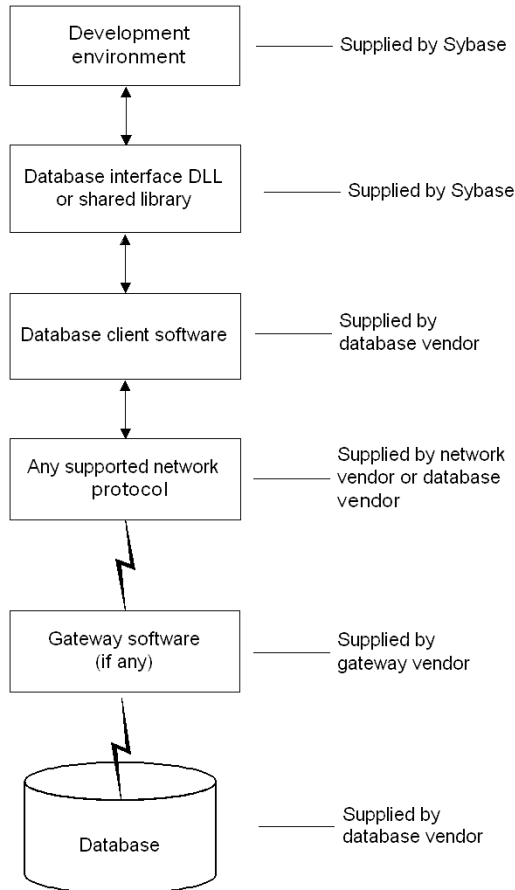 Development
environment
Supplied by Sybase
Database interface DLL
or shared library
Supplied by Sybase
Database client software
Supplied by
database vendor
Any supported network
protocol
Supplied by network
vendor or database
vendor
Gateway software
(if any)
Supplied by
gateway vendor
Database
Supplied by
database vendor